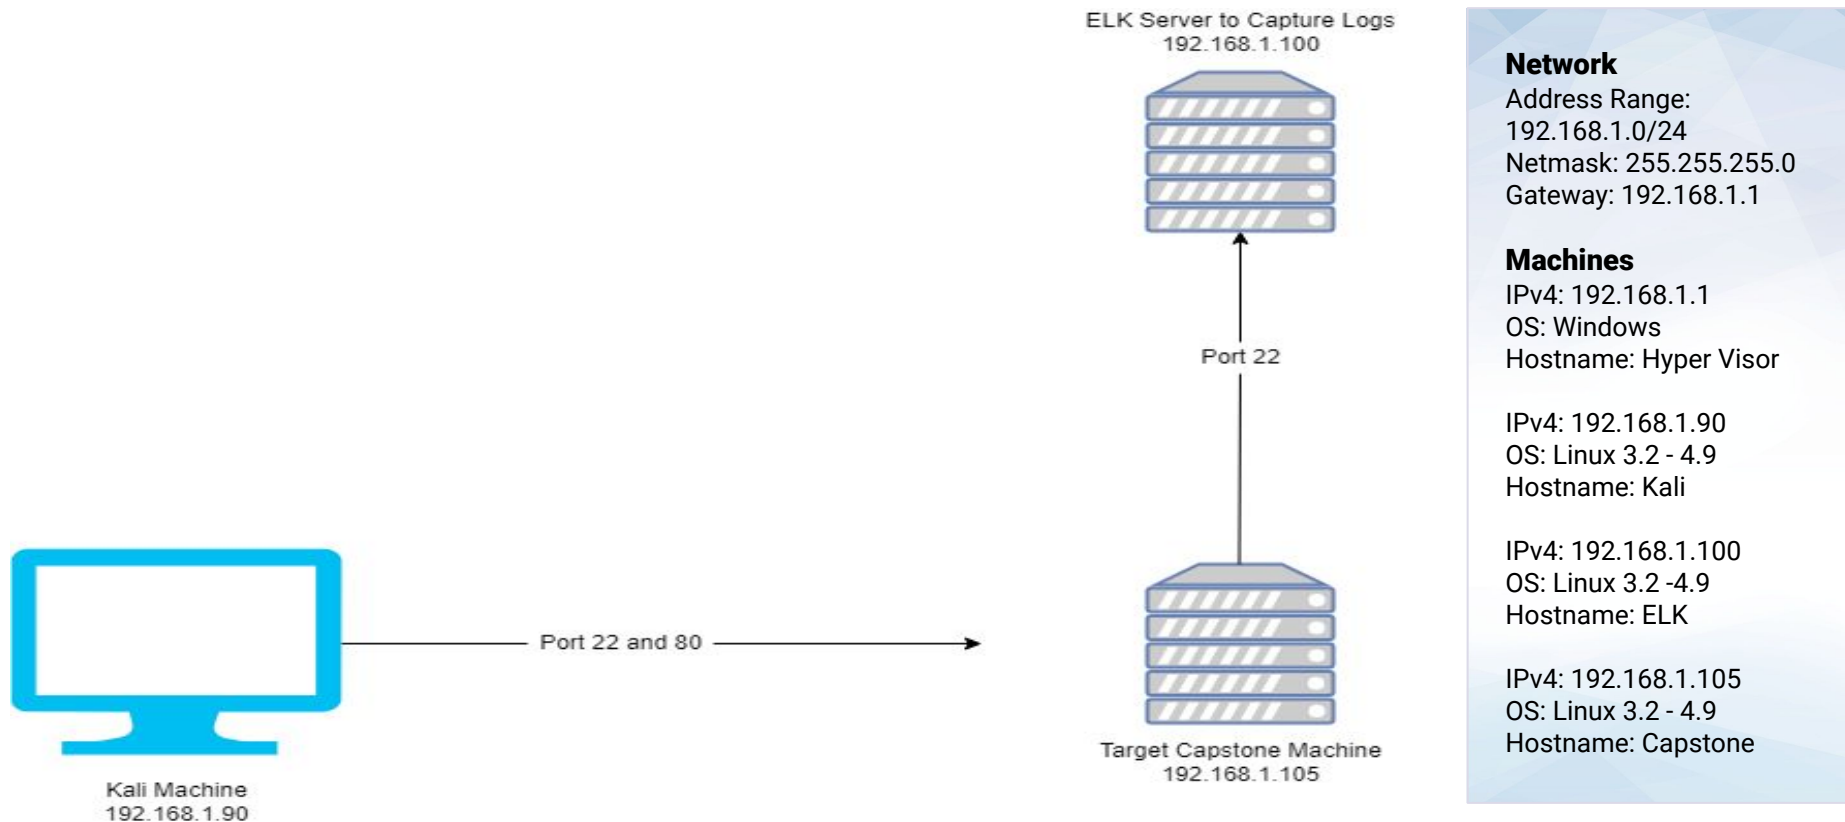 ELK Server to Capture Logs
192.168.1.100
Port 22
Port 22 and 80
Target Capstone Machine
192.168.1.105
Kali Machine
192.168.1.90
Network
Address Range:
192.168.1.0/24
Netmask: 255.255.255.0
Gateway: 192.168.1.1
Machines
IPv4: 192.168.1.1
OS: Windows
Hostname: Hyper Visor
IPv4: 192.168.1.90
OS: Linux 3.2 - 4.9
Hostname: Kali
IPv4: 192.168.1.100
OS: Linux 3.2 -4.9
Hostname: ELK
IPv4: 192.168.1.105
OS: Linux 3.2 - 4.9
Hostname: Capstone